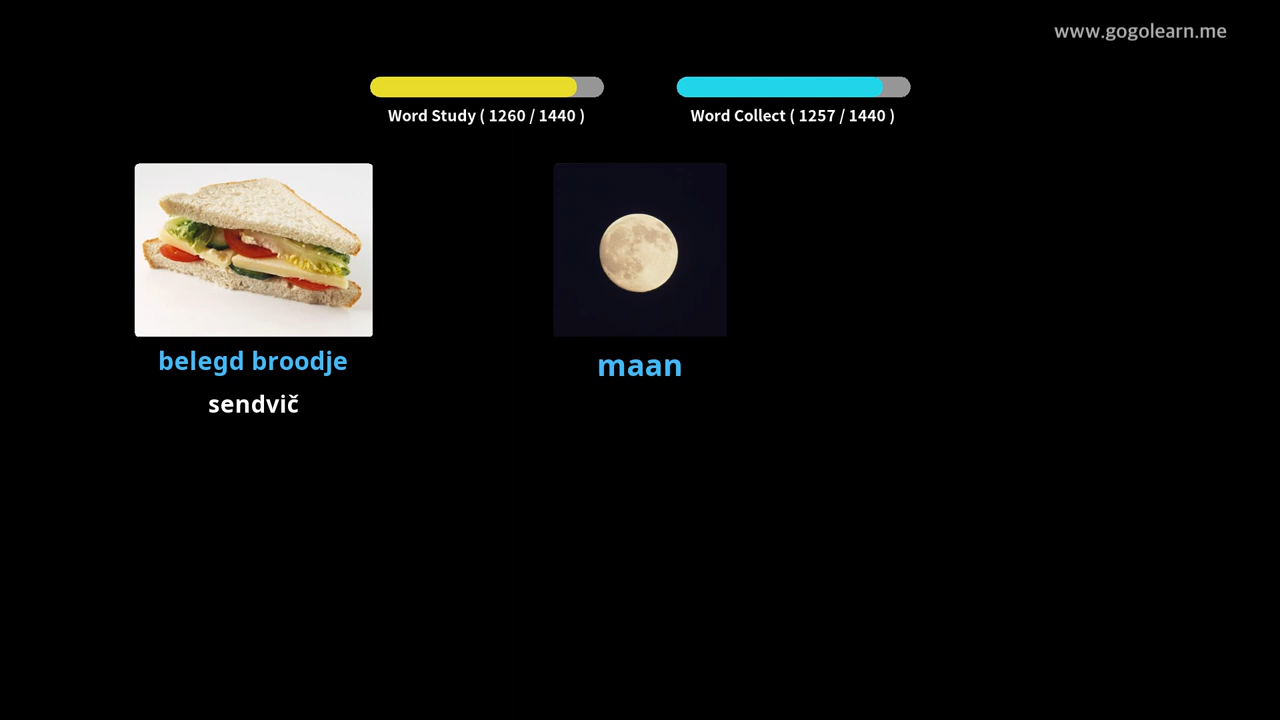 www.gogolearn.me
Word Study ( 1260 / 1440 )
Word Collect ( 1257 / 1440 )
belegd broodje
sendvič
maan